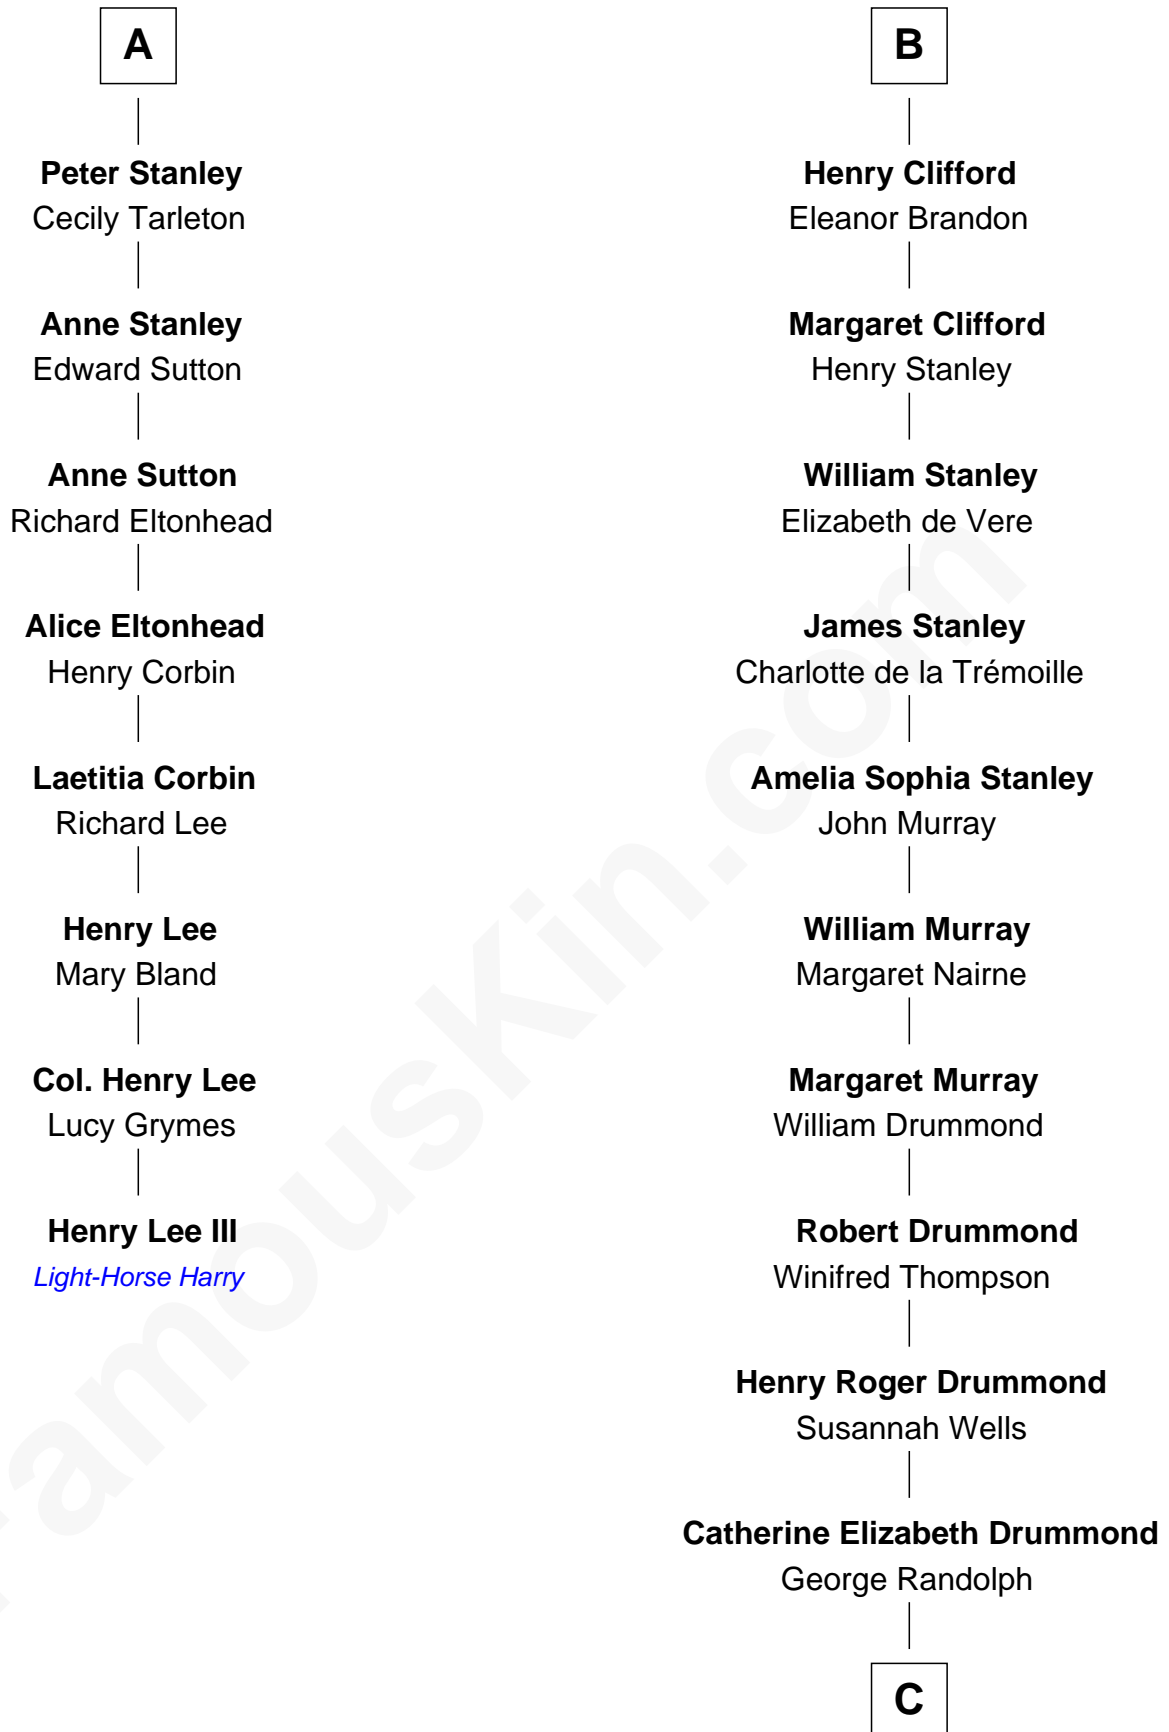 A
Peter Stanley
Cecily Tarleton
Anne Stanley
Edward Sutton
Anne Sutton
Richard Eltonhead
Alice Eltonhead
Henry Corbin
Laetitia Corbin
Richard Lee
Henry Lee
Mary Bland
Col. Henry Lee
Lucy Grymes
Henry Lee III
Light-Horse Harry
B
Henry Clifford
Eleanor Brandon
Margaret Clifford
Henry Stanley
William Stanley
Elizabeth de Vere
James Stanley
Charlotte de la Trémoille
Amelia Sophia Stanley
John Murray
William Murray
Margaret Nairne
Margaret Murray
William Drummond
Robert Drummond
Winifred Thompson
Henry Roger Drummond
Susannah Wells
Catherine Elizabeth Drummond
George Randolph
C
FamousKin.com